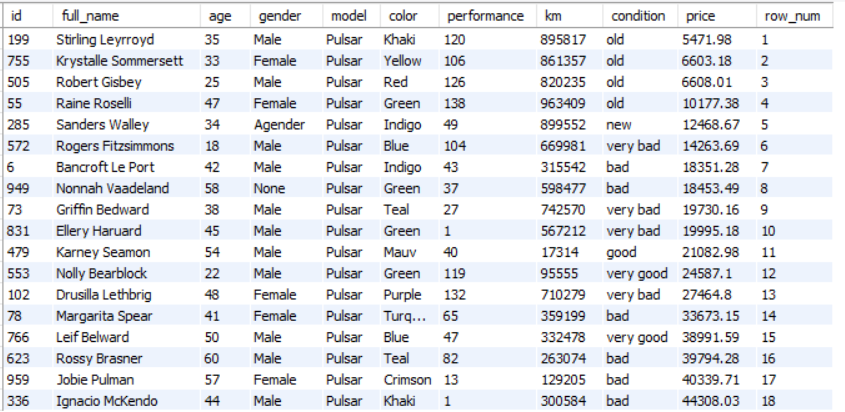 id full_name age gender model color performance km condition price row_num
199 Stirling Leyrroyd 35 Male Pulsar Khaki 120 895817 old 5471.98 1
755 Krystalle Sommersett 33 Female Pulsar Yellow 106 861357 old 6603.18 2
505 Robert Gisbey 25 Male Pulsar Red 126 820235 old 6608.01 3
55 Raine Roselli 47 Female Pulsar Green 138 963409 old 10177.38 4
285 Sanders Walley 34 Agender Pulsar Indigo 49 899552 new 12468.67 5
572 Rogers Fitzsimmons 18 Male Pulsar Blue 104 669981 very bad 14263.69 6
6 Bancroft Le Port 42 Male Pulsar Indigo 43 315542 bad 18351.28 7
949 Nonnah Vaadeland 58 None Pulsar Green 37 598477 bad 18453.49 8
73 Griffin Bedward 38 Male Pulsar Teal 27 742570 very bad 19730.16 9
831 Ellery Haruard 45 Male Pulsar Green 1 567212 very bad 19995.18 10
479 Karney Seamon 54 Male Pulsar Mauv 40 17314 good 21082.98 11
553 Nolly Bearblock 22 Male Pulsar Green 119 95555 very good 24587.1 12
102 Drusilla Lethbrig 48 Female Pulsar Purple 132 710279 very bad 27464.8 13
78 Margarita Spear 41 Female Pulsar Turq... 65 359199 bad 33673.15 14
766 Leif Belward 50 Male Pulsar Blue 47 332478 very good 38991.59 15
623 Rossy Brasner 60 Male Pulsar Teal 82 263074 bad 39794.28 16
959 Jobie Pulman 57 Female Pulsar Crimson 13 129205 bad 40339.71 17
336 Ignacio McKendo 44 Male Pulsar Khaki 1 300584 bad 44308.03 18